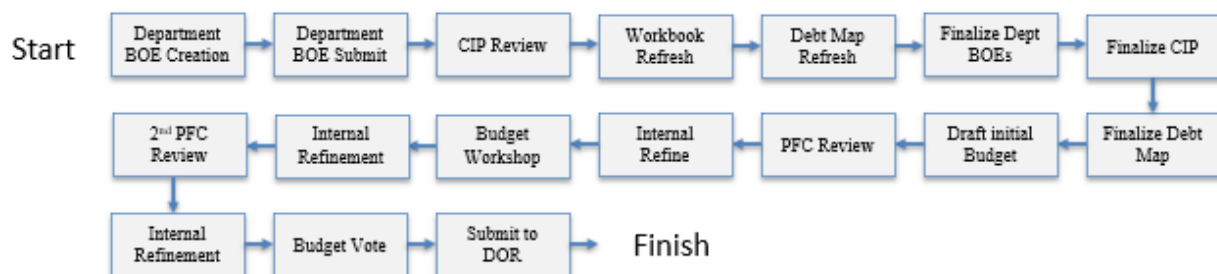 Start
Department
BOE Creation
Department
BOE Submit
CIP Review
Workbook
Refresh
Debt Map
Refresh
Finalize Dept
BOEs
Finalize CIP
2nd PFC
Review
Internal
Refinement
Budget
Workshop
Internal
Refine
PFC Review
Draft initial
Budget
Finalize Debt
Map
Internal
Refinement
Budget Vote
Submit to
DOR
Finish